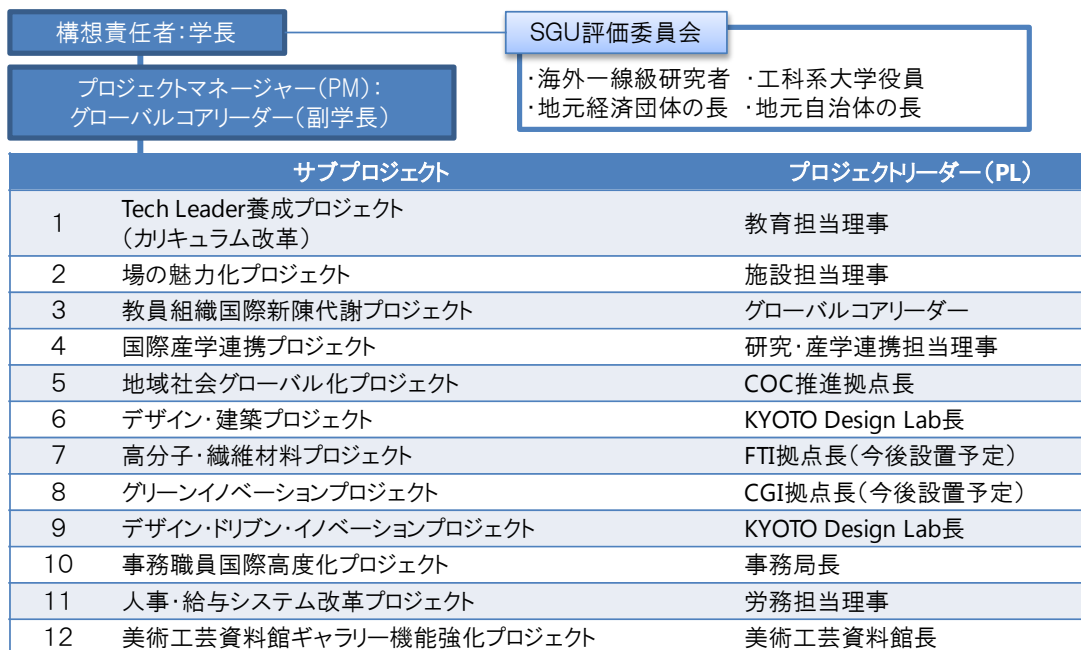 構想責任者：学長
SGU評価委員会
・海外一線級研究者 ・工科系大学役員
・地元経済団体の長 ・地元自治体の長
プロジェクトマネージャー（PM）：
グローバルコアリーダー（副学長）
サブプロジェクト プロジェクトリーダー（PL）
1 Tech Leader養成プロジェクト
（カリキュラム改革） 教育担当理事
2 場の魅力化プロジェクト 施設担当理事
3 教員組織国際新陳代謝プロジェクト グローバルコアリーダー
4 国際産学連携プロジェクト 研究・産学連携担当理事
5 地域社会グローバル化プロジェクト COC推進拠点長
6 デザイン・建築プロジェクト KYOTO Design Lab長
7 高分子・繊維材料プロジェクト FTI拠点長（今後設置予定）
8 グリーンイノベーションプロジェクト CGI拠点長（今後設置予定）
9 デザイン・ドリブン・イノベーションプロジェクト KYOTO Design Lab長
10 事務職員国際高度化プロジェクト 事務局長
11 人事・給与システム改革プロジェクト 労務担当理事
12 美術工芸資料館ギャラリー機能強化プロジェクト 美術工芸資料館長